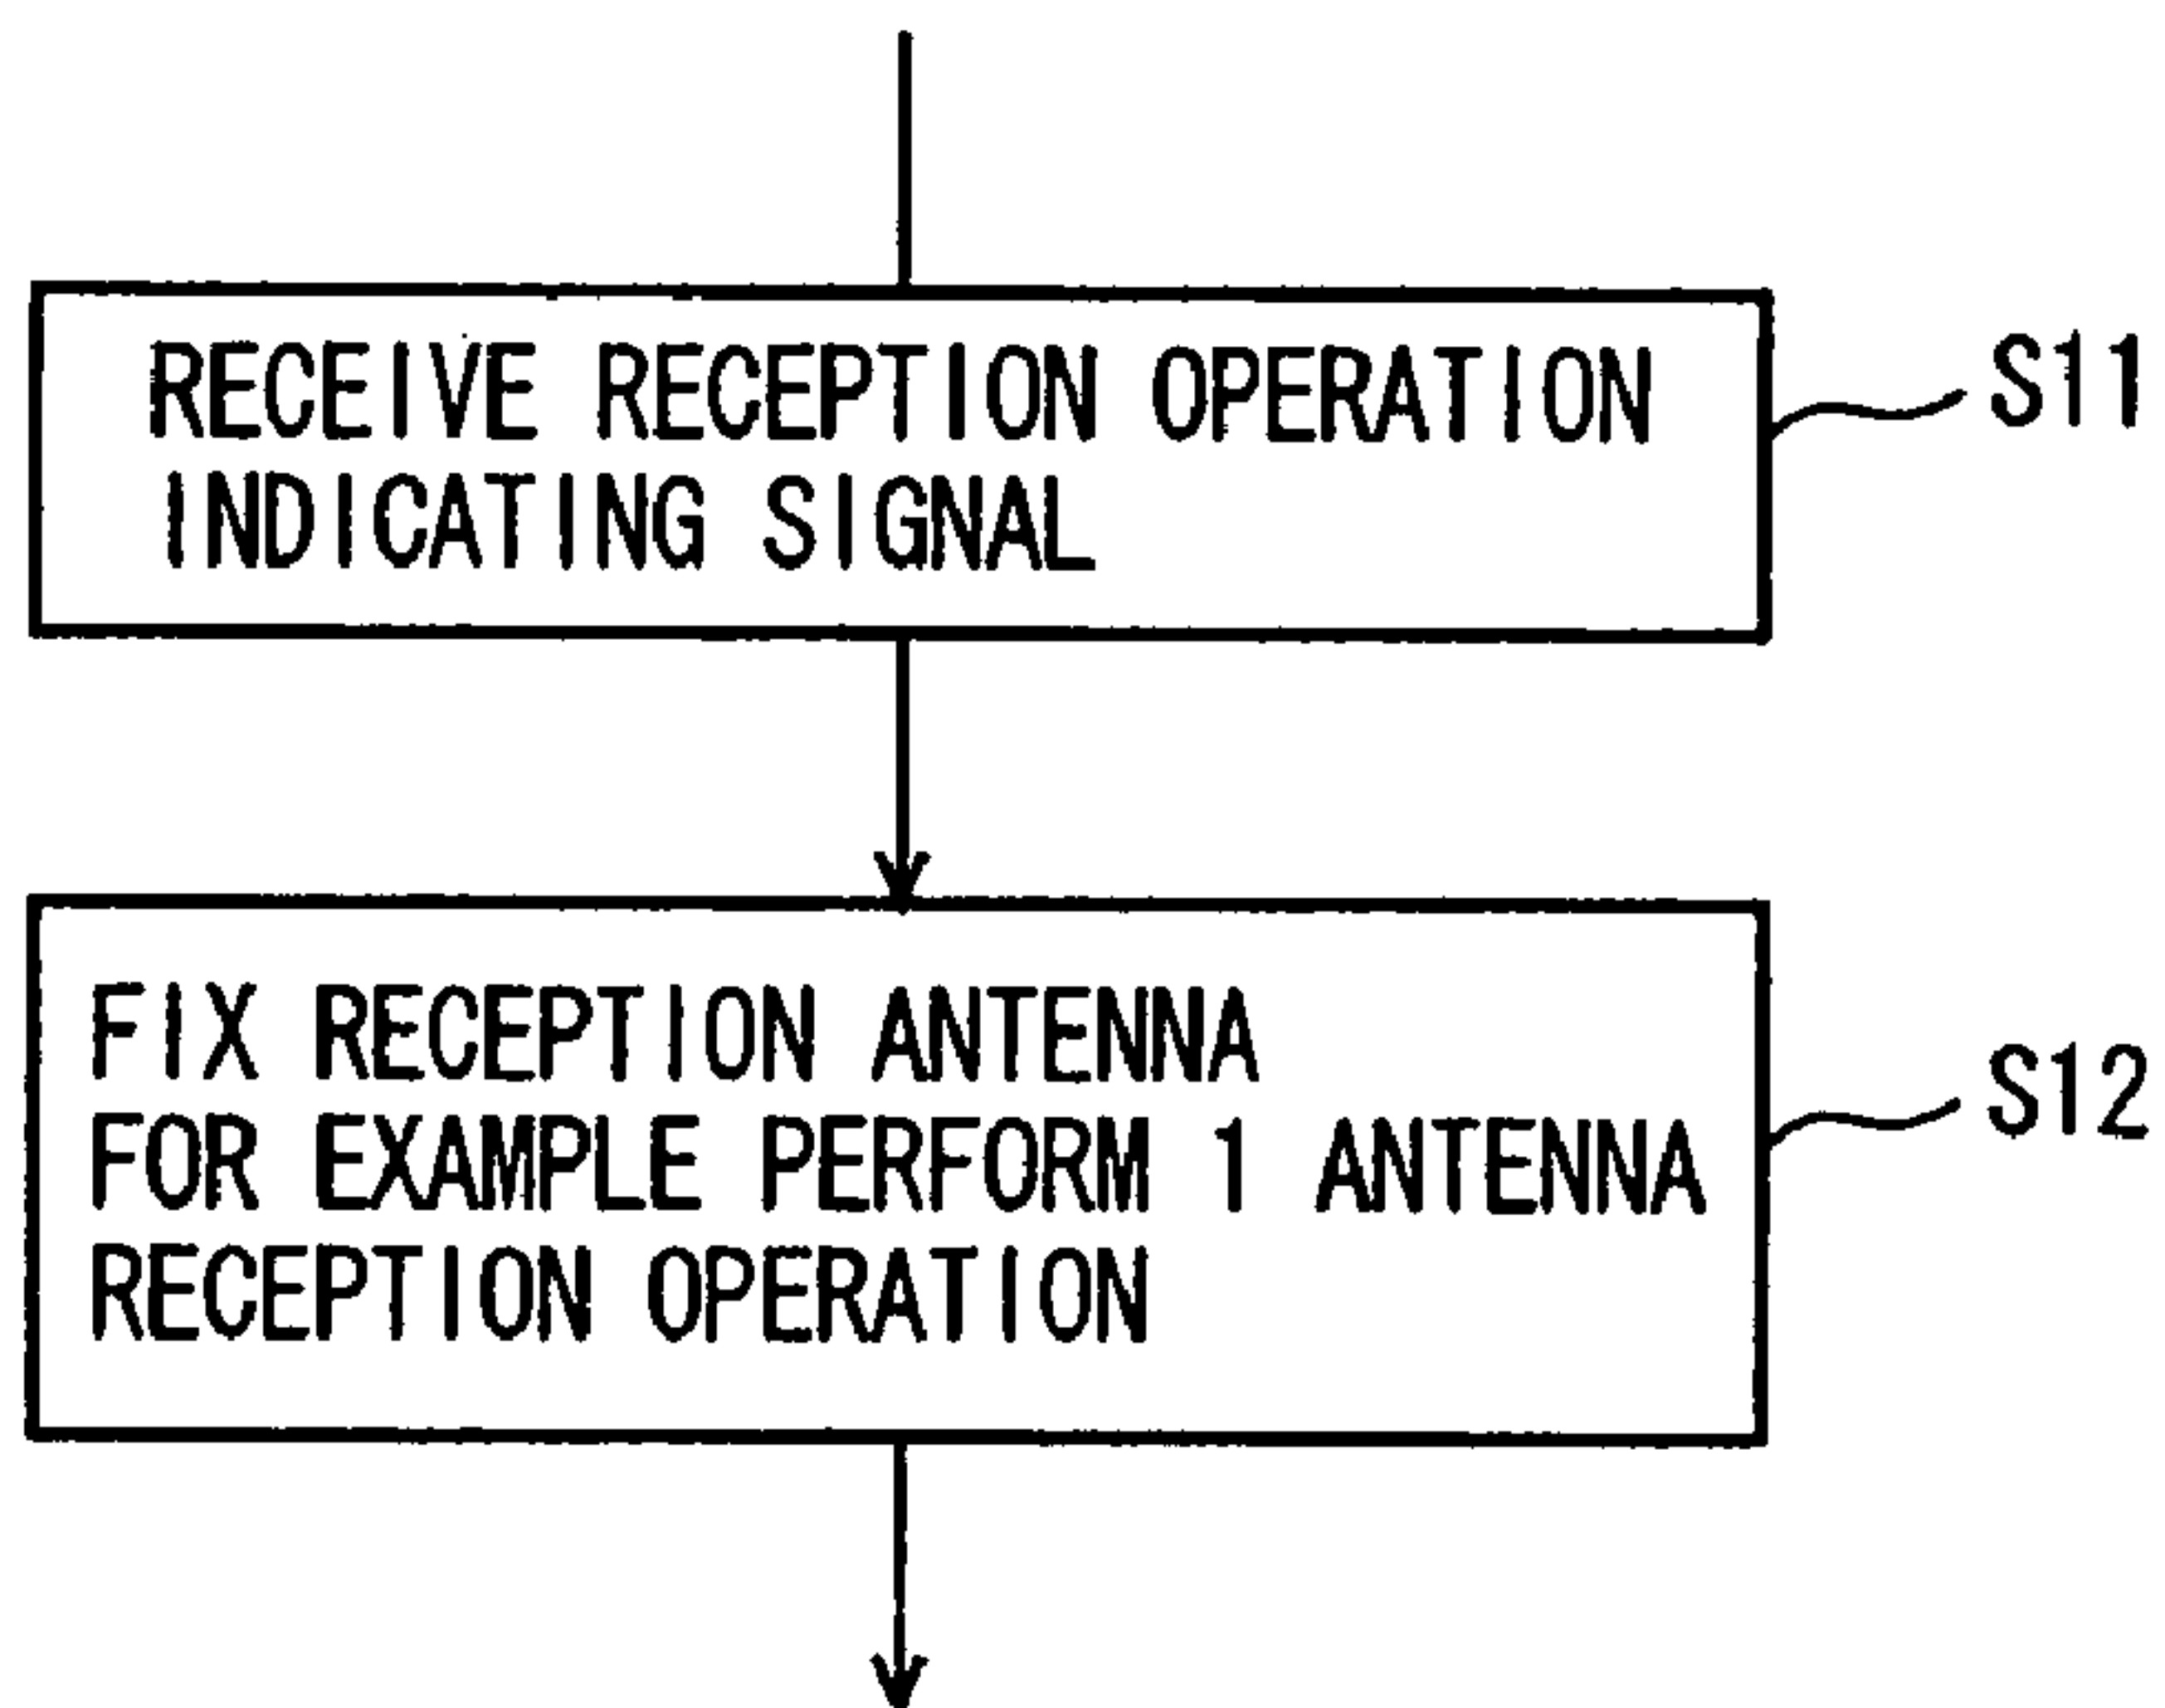 RECEIVE RECEPTION OPERATION
INDICATING SIGNAL
S11
FIX RECEPTION ANTENNA
FOR EXAMPLE PERFORM 1 ANTENNA
RECEPTION OPERATION
S12